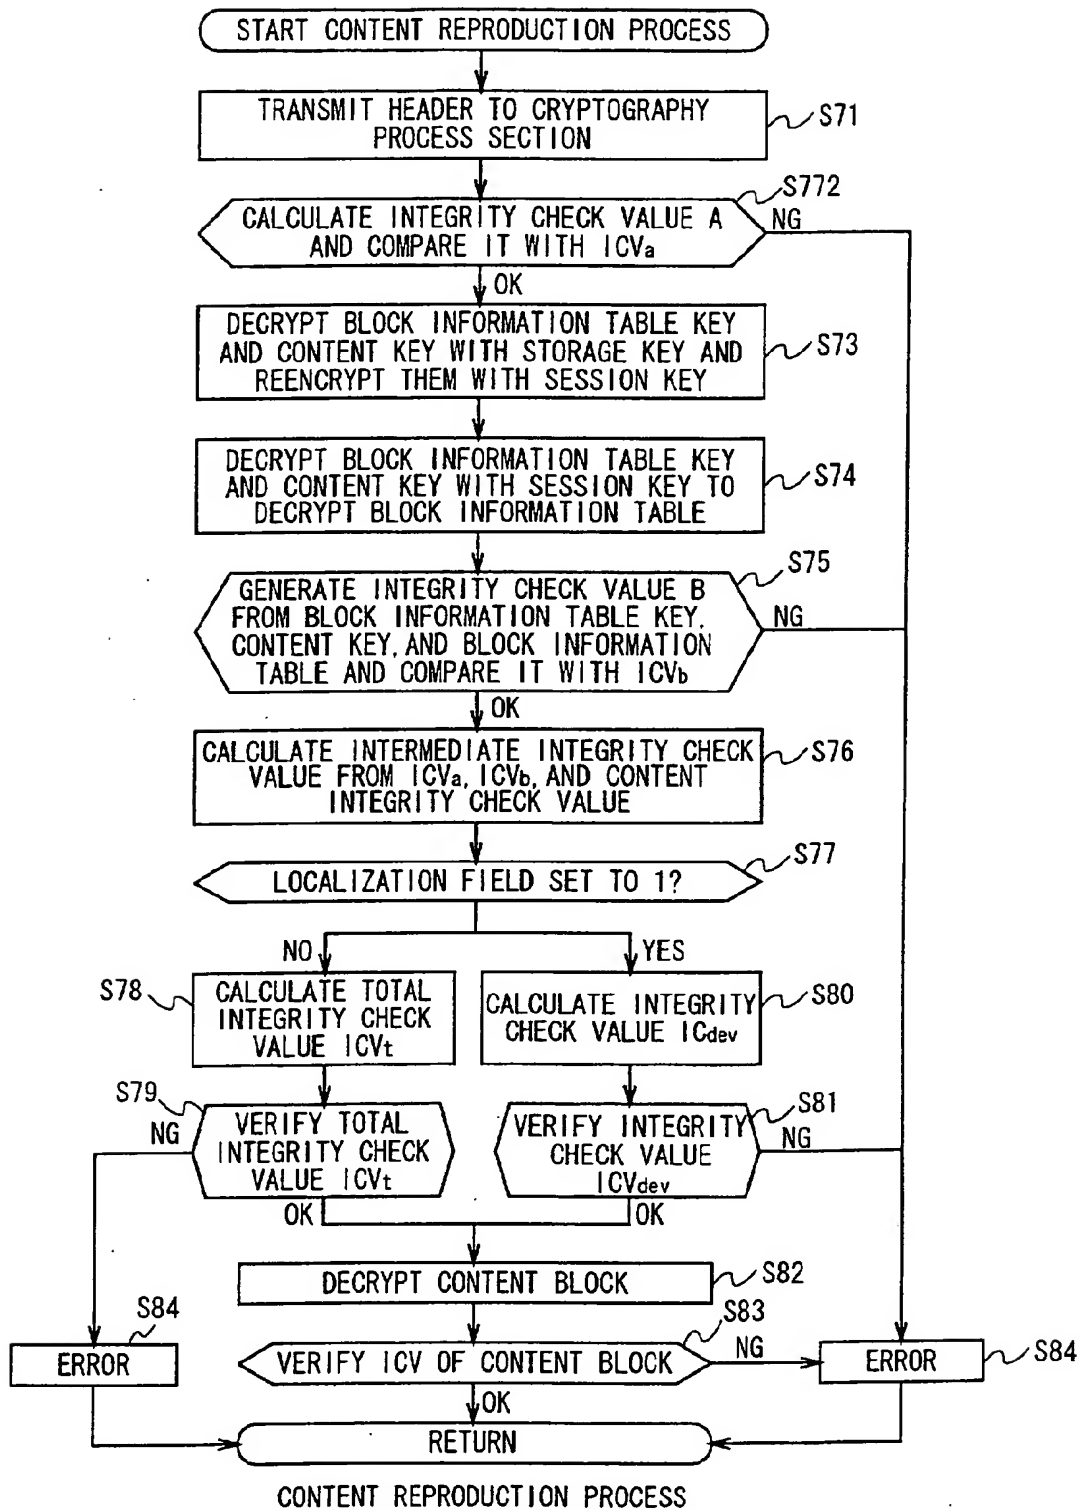 START CONTENT REPRODUCTION PROCESS
TRANSMIT HEADER TO CRYPTOGRAPHY
PROCESS SECTION
S71
S772
CALCULATE INTEGRITY CHECK VALUE A
AND COMPARE IT WITH ICVa
NG
OK
DECRYPT BLOCK INFORMATION TABLE KEY
AND CONTENT KEY WITH STORAGE KEY AND
REENCRYPT THEM WITH SESSION KEY
S73
DECRYPT BLOCK INFORMATION TABLE KEY
AND CONTENT KEY WITH SESSION KEY TO
DECRYPT BLOCK INFORMATION TABLE
S74
S75
GENERATE INTEGRITY CHECK VALUE B
FROM BLOCK INFORMATION TABLE KEY,
CONTENT KEY, AND BLOCK INFORMATION
TABLE AND COMPARE IT WITH ICVb
NG
OK
CALCULATE INTERMEDIATE INTEGRITY CHECK
VALUE FROM ICVa, ICVb, AND CONTENT
INTEGRITY CHECK VALUE
S76
S77
LOCALIZATION FIELD SET TO 1?
NO
YES
S78
CALCULATE TOTAL
INTEGRITY CHECK
VALUE ICVt
CALCULATE INTEGRITY
CHECK VALUE ICdev
S80
S79
NG
VERIFY TOTAL
INTEGRITY CHECK
VALUE ICVt
OK
S81
VERIFY INTEGRITY
CHECK VALUE
ICVdev
NG
OK
DECRYPT CONTENT BLOCK
S82
S83
VERIFY ICV OF CONTENT BLOCK
NG
OK
S84
ERROR
ERROR
S84
RETURN
CONTENT REPRODUCTION PROCESS